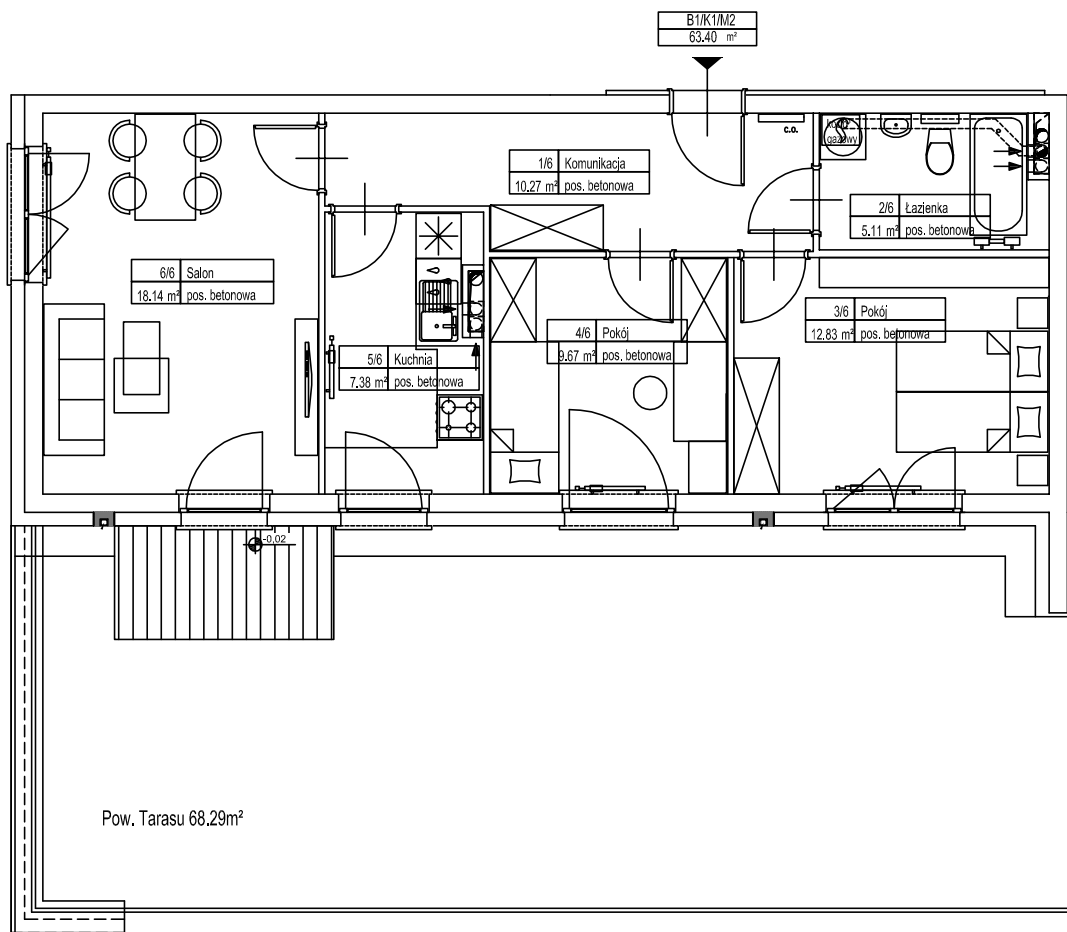 B1/K1/M2
63.40 m²
c.o.
kocioł
gazowy
1/6 Komunikacja
10.27 m² pos. betonowa
2/6 Łazienka
5.11 m² pos. betonowa
6/6 Salon
18.14 m² pos. betonowa
3/6 Pokój
12.83 m² pos. betonowa
4/6 Pokój
9.67 m² pos. betonowa
5/6 Kuchnia
7.38 m² pos. betonowa
-0,02
Pow. Tarasu 68.29m²